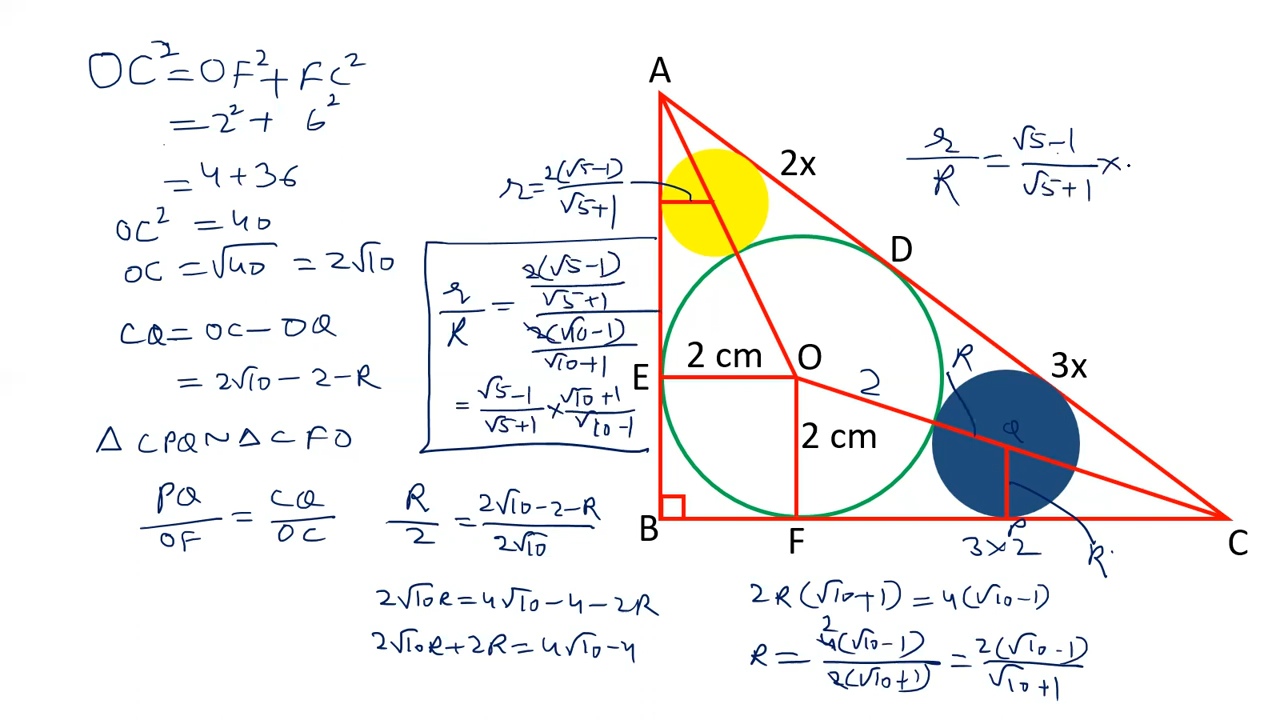 OC² = OF² + FC²
= 2² + 6²
= 4 + 36
OC² = 40
OC = √40 = 2√10
CQ = OC - OQ
= 2√10 - 2 - R
Δ CPQ ~ Δ CFO
PQ/OF = CQ/OC
R/2 = (2√10 - 2 - R)/(2√10)
2√10R = 4√10 - 4 - 2R
2√10R + 2R = 4√10 - 4
r = 2(√5-1)/(√5+1)
r/R = (2(√5-1)/(√5+1))/(2(√10-1)/(√10+1))
= (√5-1)/(√5+1) × (√10+1)/(√10-1)
A
2x
D
3x
E
2 cm
O
2
R
2 cm
Q
B
F
P
C
3×2
R
r/R = (√5-1)/(√5+1) ×
2R(√10+1) = 4(√10-1)
R = 2 4(√10-1)/(2(√10+1)) = 2(√10-1)/(√10+1)